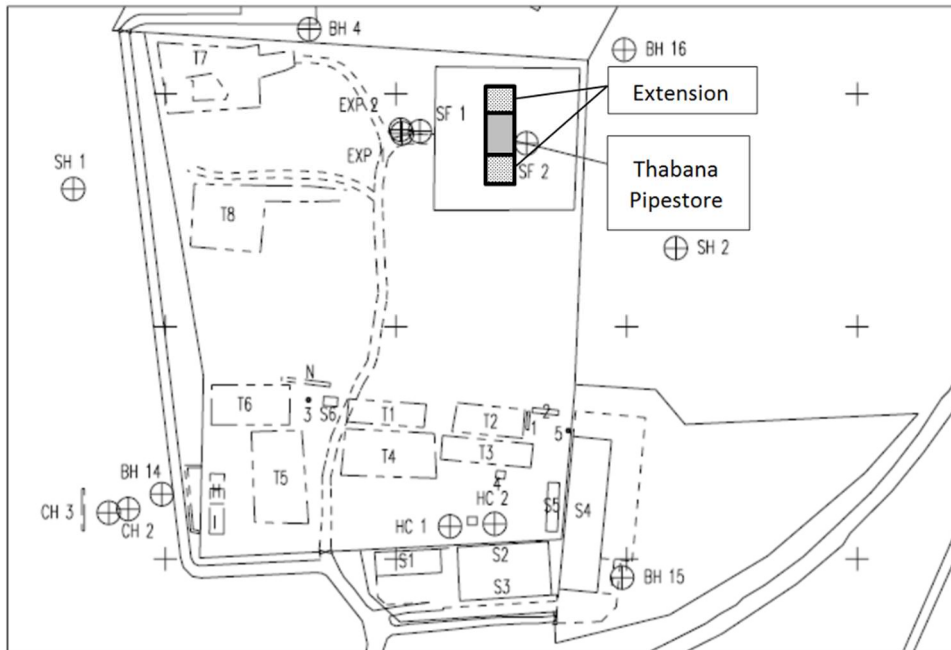 BH 4
BH 16
T7
Extension
EXP 2
SF 1
EXP
SF 2
Thabana
Pipestore
SH 1
T8
SH 2
N
T6
3
S6
T1
T2
1
2
5
T3
T4
T5
4
BH 14
H
HC 2
S5
S4
CH 3
CH 2
I
HC 1
S1
S2
S3
BH 15